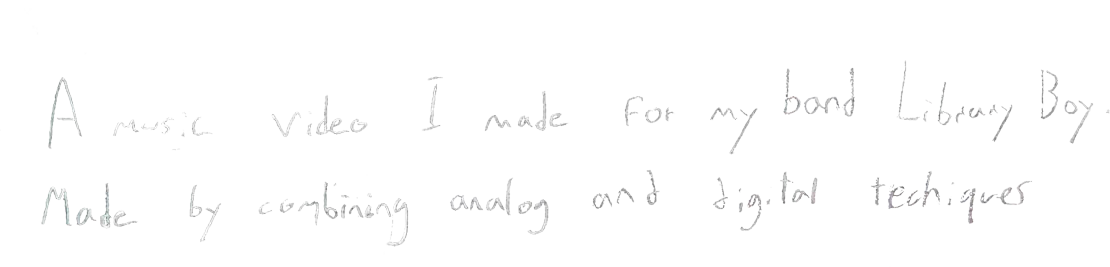 A music video I made for my band Library Boy.
Made by combining analog and digital techiques